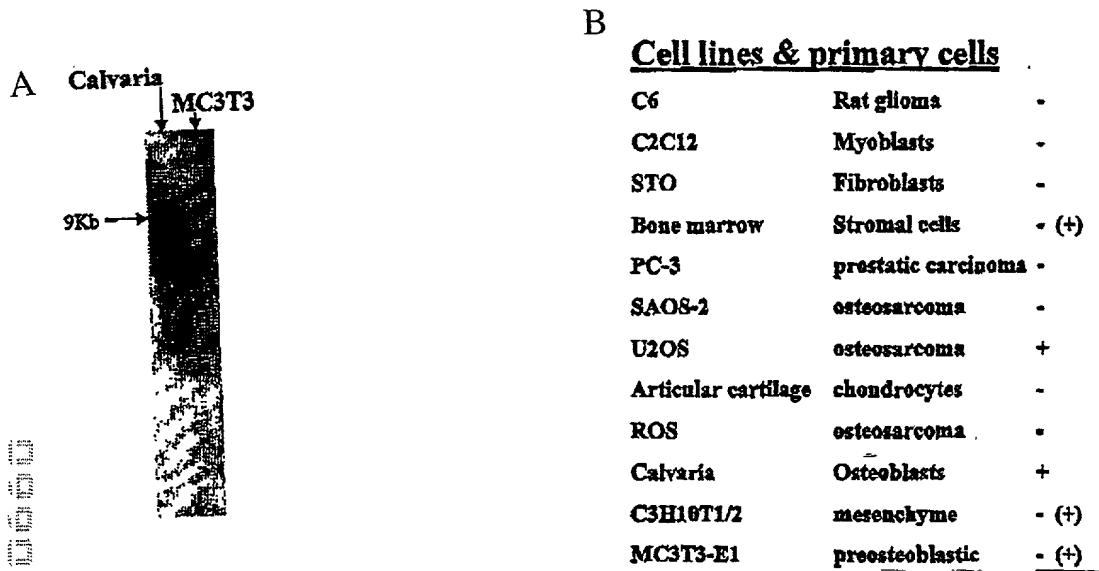 A
Calvaria
MC3T3
9Kb
B
Cell lines & primary cells
C6 Rat glioma -
C2C12 Myoblasts -
STO Fibroblasts -
Bone marrow Stromal cells - (+)
PC-3 prostatic carcinoma -
SAOS-2 osteosarcoma -
U2OS osteosarcoma +
Articular cartilage chondrocytes -
ROS osteosarcoma -
Calvaria Osteoblasts +
C3H10T1/2 mesenchyme - (+)
MC3T3-E1 preosteoblastic - (+)